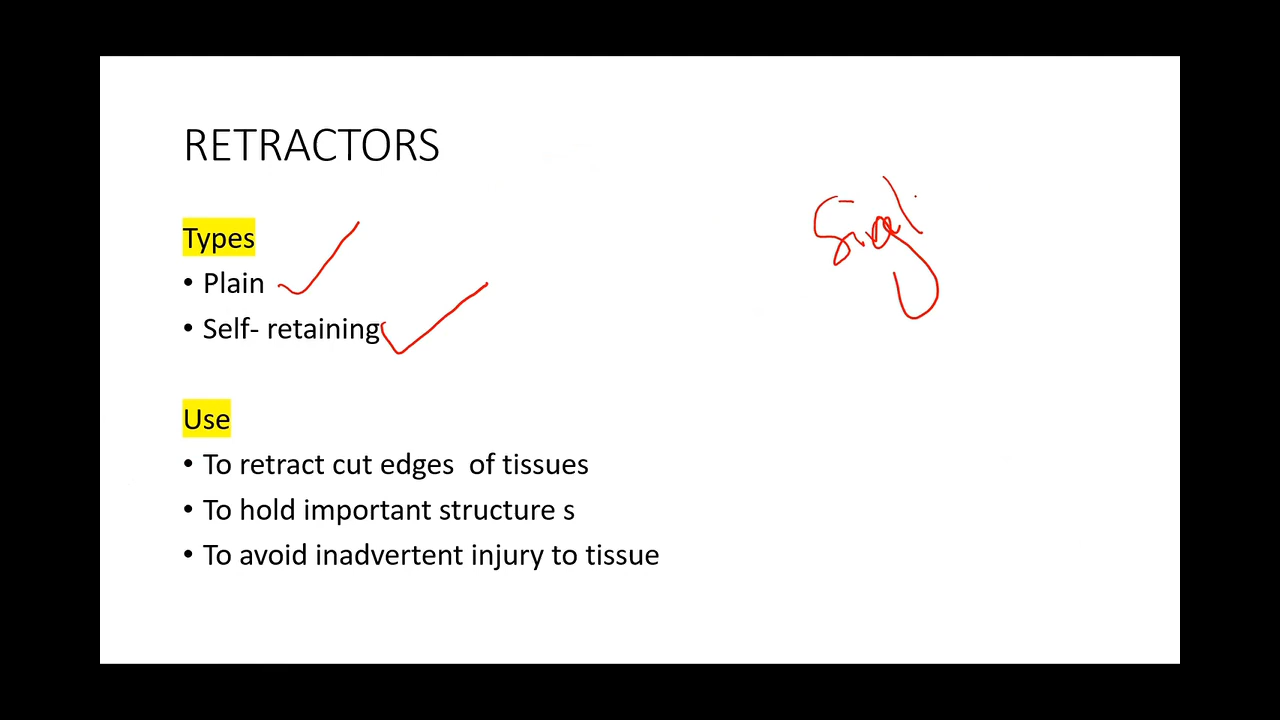 RETRACTORS
Types
• Plain
• Self- retaining
Use
• To retract cut edges  of tissues
• To hold important structure s
• To avoid inadvertent injury to tissue